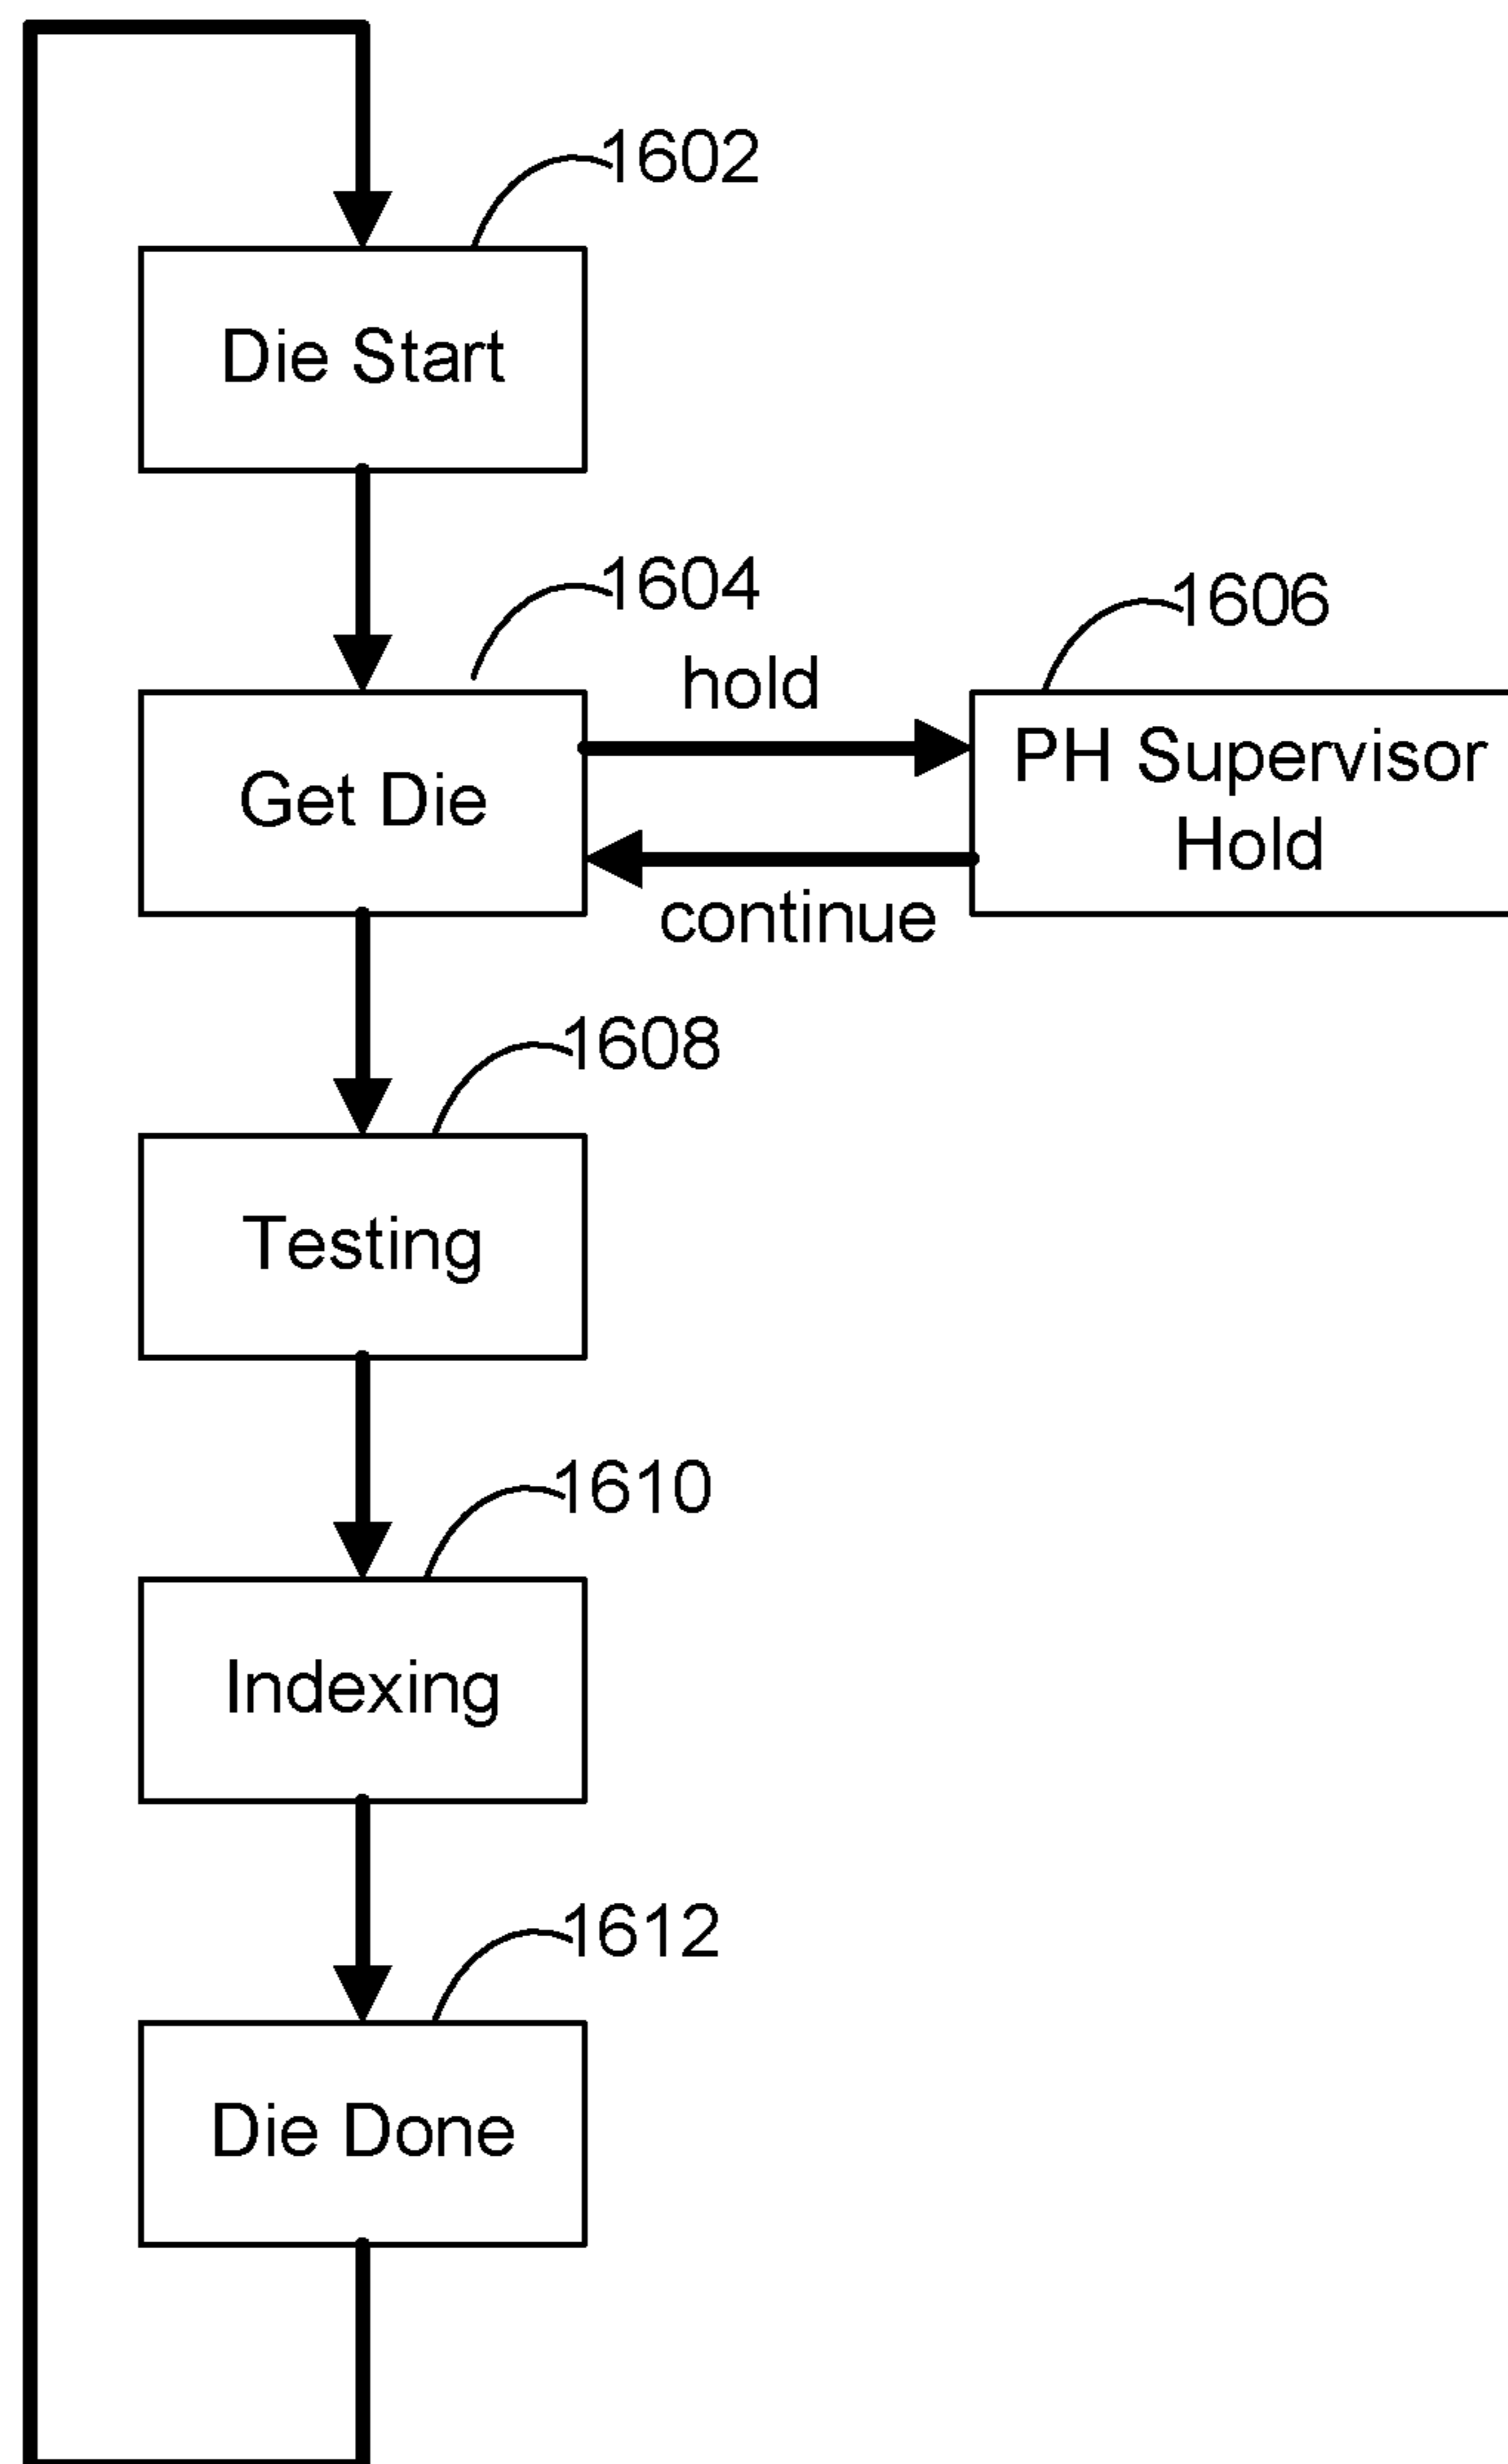 1602
Die Start
1604
1606
hold
PH Supervisor
Hold
Get Die
continue
1608
Testing
1610
Indexing
1612
Die Done